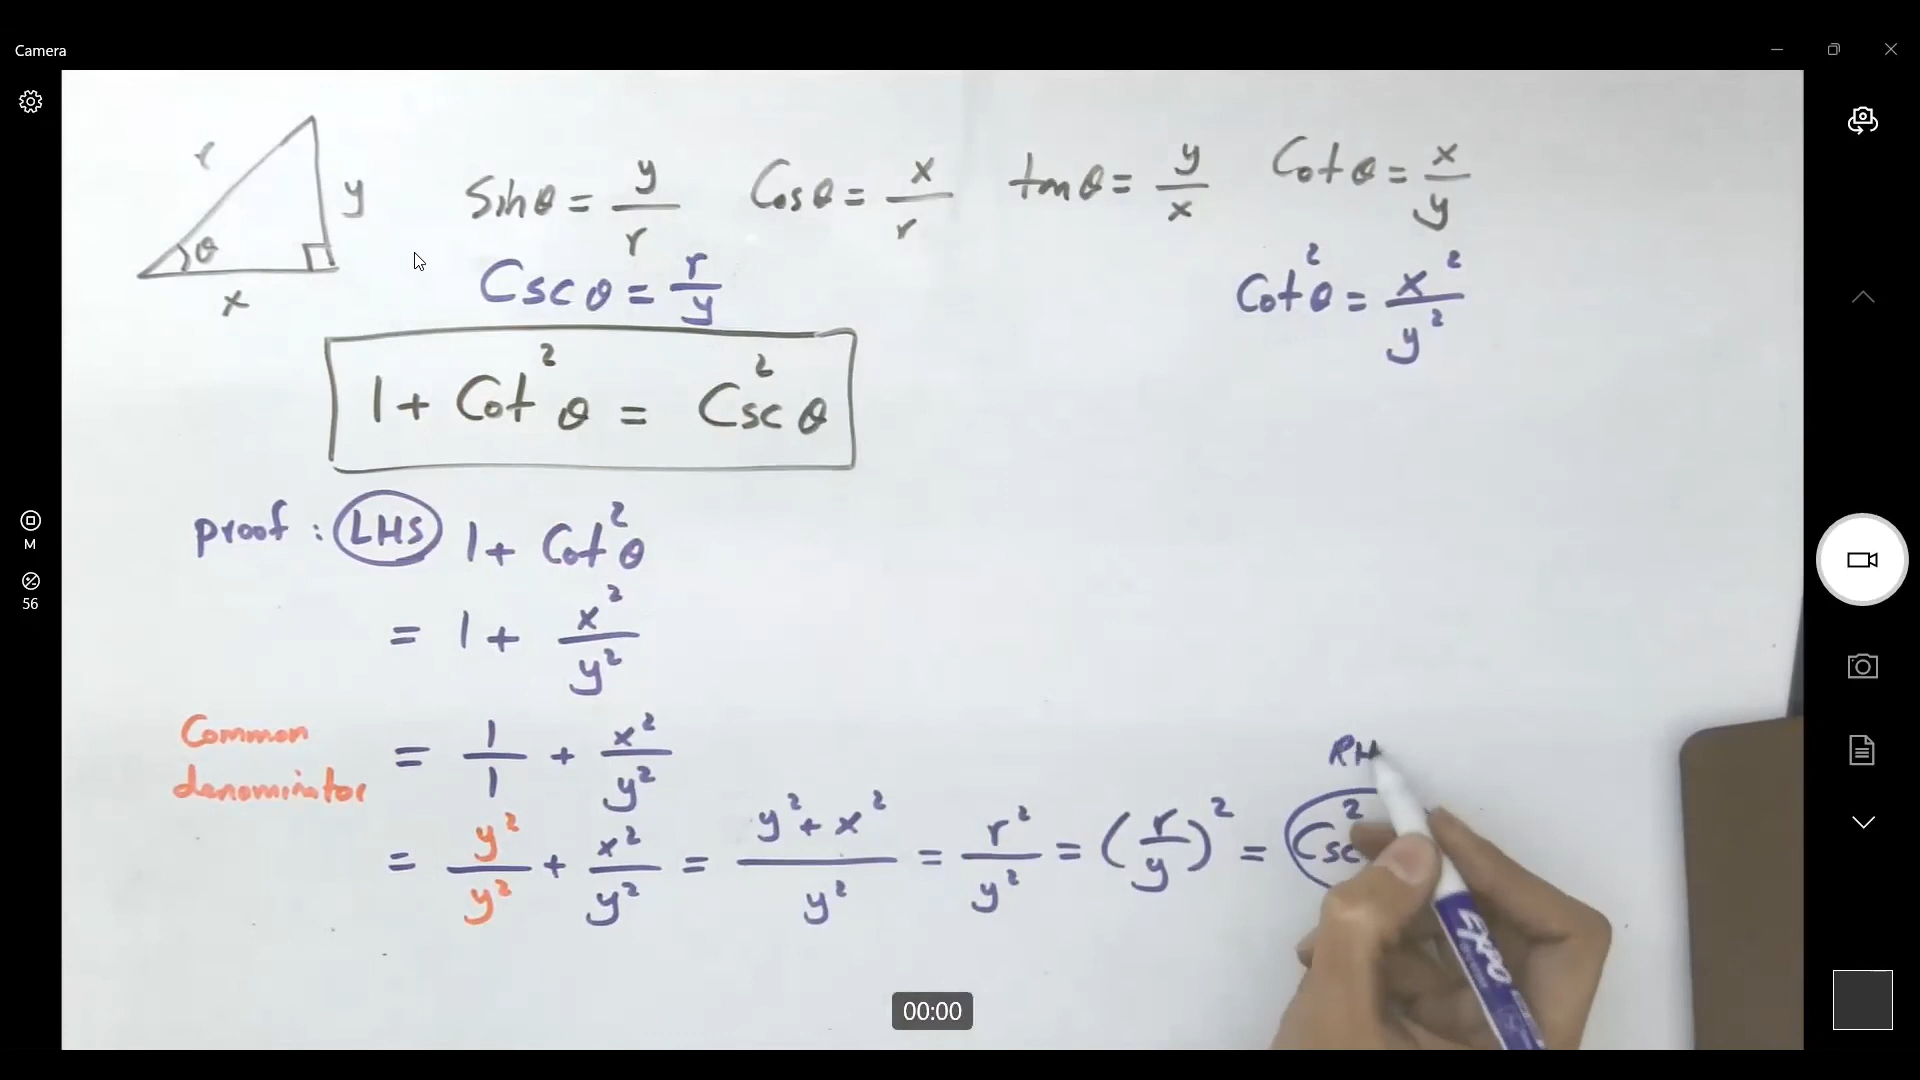 Camera
r
y
θ
x
Sinθ = y/r Cosθ = x/r tanθ = y/x Cotθ = x/y
Cscθ = r/y Cot²θ = x²/y²
1 + Cot²θ = Csc²θ
proof : LHS 1 + Cot²θ
= 1 + x²/y²
Common denominator
= 1/1 + x²/y²
RH
= y²/y² + x²/y² = y² + x²/y² = r²/y² = (r/y)² = Csc²
M
56
EXPO
00:00